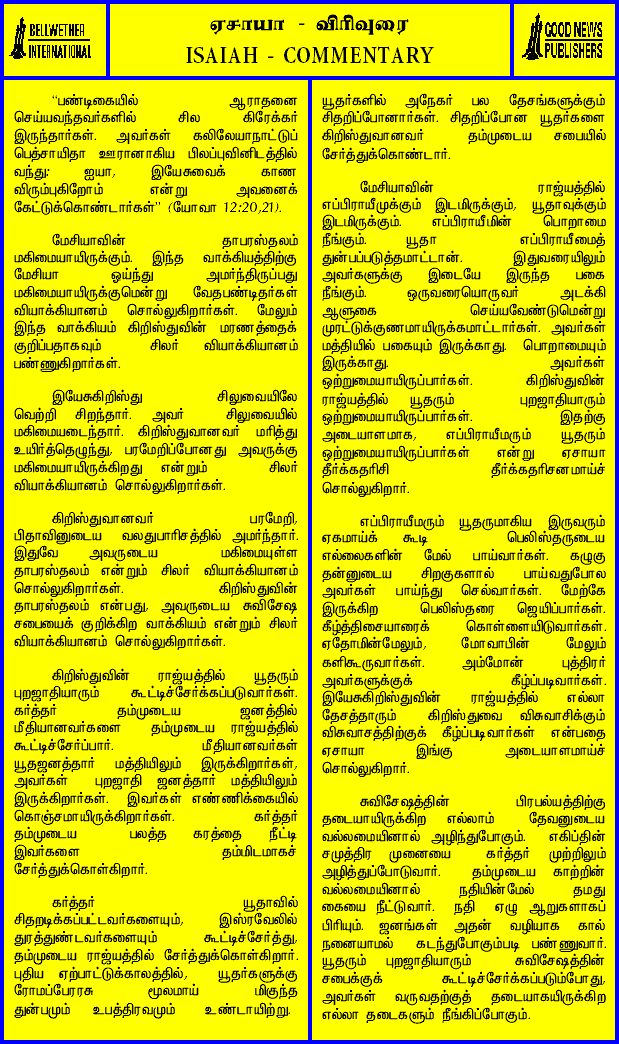 BELLWETHER
INTERNATIONAL
ஏசாயா - விரிவுரை
ISAIAH - COMMENTARY
GOOD NEWS
PUBLISHERS
“பண்டிகையில் ஆராதனை
செய்யவந்தவர்களில் சில கிரேக்கர்
இருந்தார்கள். அவர்கள் கலிலேயாநாட்டுப்
பெத்சாயிதா ஊரானாகிய பிலப்புவினிடத்தில்
வந்து: ஐயா, இயேசுவைக் காண
விரும்புகிறோம் என்று அவனைக்
கேட்டுக்கொண்டார்கள்” (யோவா 12:20,21).
மேசியாவின் தாபரஸ்தலம்
மகிமையாயிருக்கும். இந்த வாக்கியத்திற்கு
மேசியா ஓய்ந்து அமர்ந்திருப்பது
மகிமையாயிருக்குமென்று வேதபண்டிதர்கள்
வியாக்கியானம் சொல்லுகிறார்கள். மேலும்
இந்த வாக்கியம் கிறிஸ்துவின் மரணத்தைக்
குறிப்பதாகவும் சிலர் வியாக்கியானம்
பண்ணுகிறார்கள்.
இயேசுகிறிஸ்து சிலுவையிலே
வெற்றி சிறந்தார். அவர் சிலுவையில்
மகிமையடைந்தார். கிறிஸ்துவானவர் மரித்து
உயிர்த்தெழுந்து, பரமேறிப்போனது அவருக்கு
மகிமையாயிருக்கிறது என்றும் சிலர்
வியாக்கியானம் சொல்லுகிறார்கள்.
கிறிஸ்துவானவர் பரமேறி,
பிதாவினுடைய வலதுபாரிசத்தில் அமர்ந்தார்.
இதுவே அவருடைய மகிமையுள்ள
தாபரஸ்தலம் என்றும் சிலர் வியாக்கியானம்
சொல்லுகிறார்கள். கிறிஸ்துவின்
தாபரஸ்தலம் என்பது, அவருடைய சுவிசேஷ
சபையைக் குறிக்கிற வாக்கியம் என்றும் சிலர்
வியாக்கியானம் சொல்லுகிறார்கள்.
கிறிஸ்துவின் ராஜ்யத்தில் யூதரும்
புறஜாதியாரும் கூட்டிச்சேர்க்கப்படுவார்கள்.
கர்த்தர் தம்முடைய ஜனத்தில்
மீதியானவர்களை தம்முடைய ராஜ்யத்தில்
கூட்டிச்சேர்ப்பார். மீதியானவர்கள்
யூதஜனத்தார் மத்தியிலும் இருக்கிறார்கள்,
அவர்கள் புறஜாதி ஜனத்தார் மத்தியிலும்
இருக்கிறார்கள். இவர்கள் எண்ணிக்கையில்
கொஞ்சமாயிருக்கிறார்கள். கர்த்தர்
தம்முடைய பலத்த கரத்தை நீட்டி
இவர்களை தம்மிடமாகச்
சேர்த்துக்கொள்கிறார்.
கர்த்தர் யூதாவில்
சிதறடிக்கப்பட்டவர்களையும், இஸ்ரவேலில்
துரத்துண்டவர்களையும் கூட்டிச்சேர்த்து,
தம்முடைய ராஜ்யத்தில் சேர்த்துக்கொள்கிறார்.
புதிய ஏற்பாட்டுக்காலத்தில், யூதர்களுக்கு
ரோமப்பேரரசு மூலமாய் மிகுந்த
துன்பமும் உபத்திரவமும் உண்டாயிற்று.
யூதர்களில் அநேகர் பல தேசங்களுக்கும்
சிதறிப்போனார்கள். சிதறிப்போன யூதர்களை
கிறிஸ்துவானவர் தம்முடைய சபையில்
சேர்த்துக்கொண்டார்.
மேசியாவின் ராஜ்யத்தில்
எப்பிராயீமுக்கும் இடமிருக்கும், யூதாவுக்கும்
இடமிருக்கும். எப்பிராயீமின் பொறாமை
நீங்கும். யூதா எப்பிராயீமைத்
துன்பப்படுத்தமாட்டான். இதுவரையிலும்
அவர்களுக்கு இடையே இருந்த பகை
நீங்கும். ஒருவரையொருவர் அடக்கி
ஆளுகை செய்யவேண்டுமென்று
முரட்டுக்குணமாயிருக்கமாட்டார்கள். அவர்கள்
மத்தியில் பகையும் இருக்காது. பொறாமையும்
இருக்காது. அவர்கள்
ஒற்றுமையாயிருப்பார்கள். கிறிஸ்துவின்
ராஜ்யத்தில் யூதரும் புறஜாதியாரும்
ஒற்றுமையாயிருப்பார்கள். இதற்கு
அடையாளமாக, எப்பிராயீமரும் யூதரும்
ஒற்றுமையாயிருப்பார்கள் என்று ஏசாயா
தீர்க்கதரிசி தீர்க்கதரிசனமாய்ச்
சொல்லுகிறார்.
எப்பிராயீமரும் யூதருமாகிய இருவரும்
ஏகமாய்க் கூடி பெலிஸ்தருடைய
எல்லைகளின் மேல் பாய்வார்கள். கழுகு
தன்னுடைய சிறகுகளால் பாய்வதுபோல
அவர்கள் பாய்ந்து செல்வார்கள். மேற்கே
இருக்கிற பெலிஸ்தரை ஜெயிப்பார்கள்.
கீழ்த்திசையாரைக் கொள்ளையிடுவார்கள்.
ஏதோமின்மேலும், மோவாபின் மேலும்
களிகூருவார்கள். அம்மோன் புத்திரர்
அவர்களுக்குக் கீழ்ப்படிவார்கள்.
இயேசுகிறிஸ்துவின் ராஜ்யத்தில் எல்லா
தேசத்தாரும் கிறிஸ்துவை விசுவாசிக்கும்
விசுவாசத்திற்குக் கீழ்ப்படிவார்கள் என்பதை
ஏசாயா இங்கு அடையாளமாய்ச்
சொல்லுகிறார்.
சுவிசேஷத்தின் பிரபல்யத்திற்கு
தடையாயிருக்கிற எல்லாம் தேவனுடைய
வல்லமையினால் அழிந்துபோகும். எகிப்தின்
சமுத்திர முனையை கர்த்தர் முற்றிலும்
அழித்துப்போடுவார். தம்முடைய காற்றின்
வல்லமையினால் நதியின்மேல் தமது
கையை நீட்டுவார். நதி ஏழு ஆறுகளாகப்
பிரியும். ஜனங்கள் அதன் வழியாக கால்
நனையாமல் கடந்துபோகும்படி பண்ணுவார்.
யூதரும் புறஜாதியாரும் சுவிசேஷத்தின்
சபைக்குக் கூட்டிச்சேர்க்கப்படும்போது,
அவர்கள் வருவதற்குத் தடையாகயிருக்கிற
எல்லா தடைகளும் நீங்கிப்போகும்.